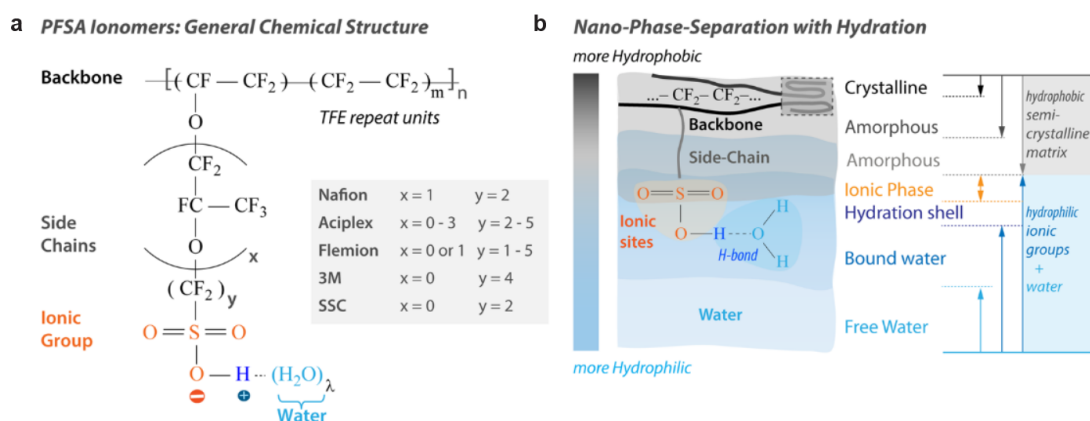 a PFSA Ionomers: General Chemical Structure
Backbone
[(CF — CF₂)—(CF₂ — CF₂)m]n
TFE repeat units
O
CF₂
FC — CF₃
Side
Chains
O
x
(CF₂)y
Ionic
Group
O=S=O
O — H ··· (H₂O)λ
− +
Water
Nafion x = 1 y = 2
Aciplex x = 0 - 3 y = 2 - 5
Flemion x = 0 or 1 y = 1 - 5
3M x = 0 y = 4
SSC x = 0 y = 2
b Nano-Phase-Separation with Hydration
more Hydrophobic
...– CF₂– CF₂–...
Backbone
Side-Chain
O=S=O
Ionic
sites
O—H----O
H
H
H-bond
Water
more Hydrophilic
Crystalline
Amorphous
Amorphous
Ionic Phase
Hydration shell
Bound water
Free Water
hydrophobic
semi-
crystalline
matrix
hydrophilic
ionic
groups
+
water